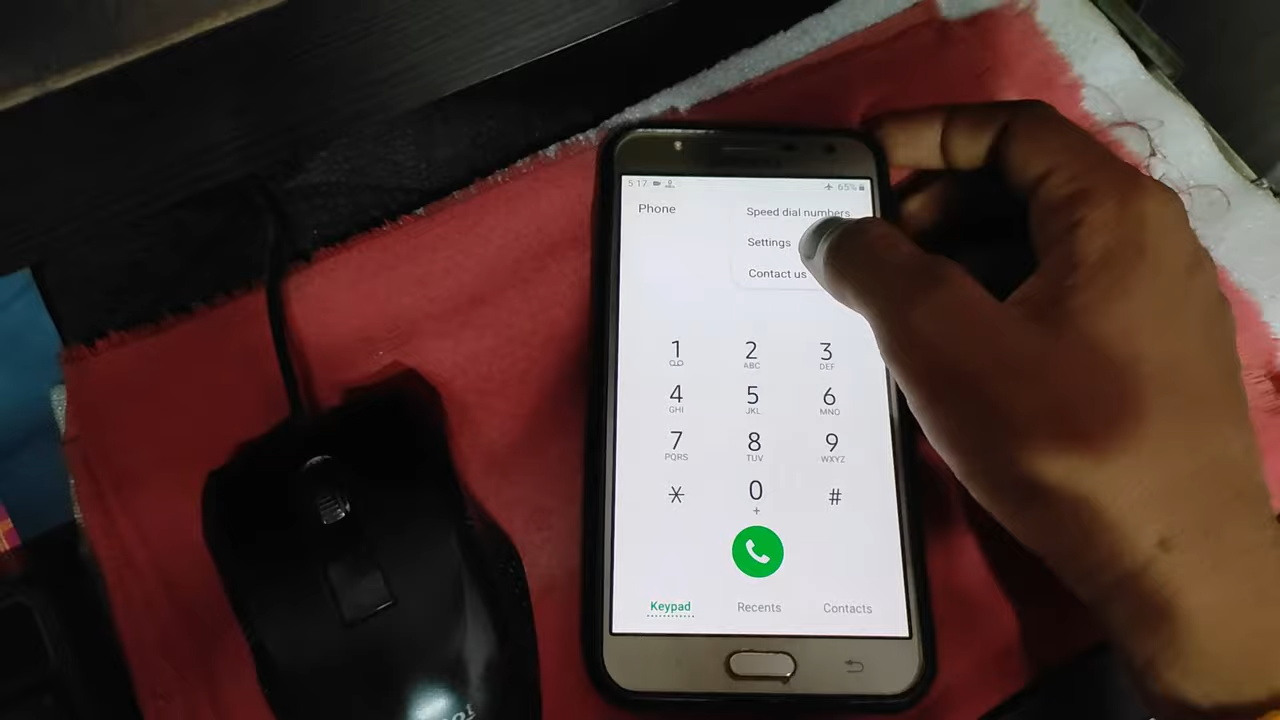 5:17
65%
Phone
Speed dial numbers
Settings
Contact us
1 2 3
ABC DEF
4 5 6
GHI JKL MNO
7 8 9
PQRS TUV WXYZ
* 0 #
+
Keypad Recents Contacts